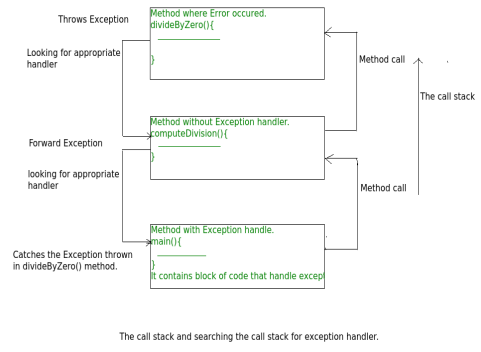 Throws Exception
Method where Error occured.
divideByZero(){
}
Looking for appropriate
handler
Method call
The call stack
Method without Exception handler.
computeDivision(){
}
Forward Exception
looking for appropriate
handler
Method call
Method with Exception handle.
main(){
}
It contains block of code that handle except
Catches the Exception thrown
in divideByZero() method.
The call stack and searching the call stack for exception handler.